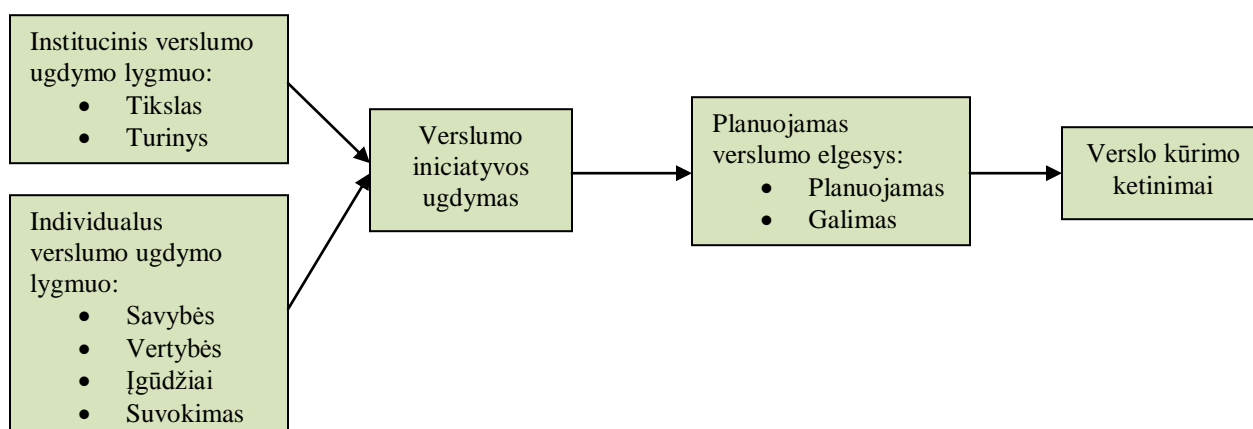 Institucinis verslumo
ugdymo lygmuo:
• Tikslas
• Turinys
Individualus
verslumo ugdymo
lygmuo:
• Savybės
• Vertybės
• Įgūdžiai
• Suvokimas
Verslumo
iniciatyvos
ugdymas
Planuojamas
verslumo elgesys:
• Planuojamas
• Galimas
Verslo kūrimo
ketinimai